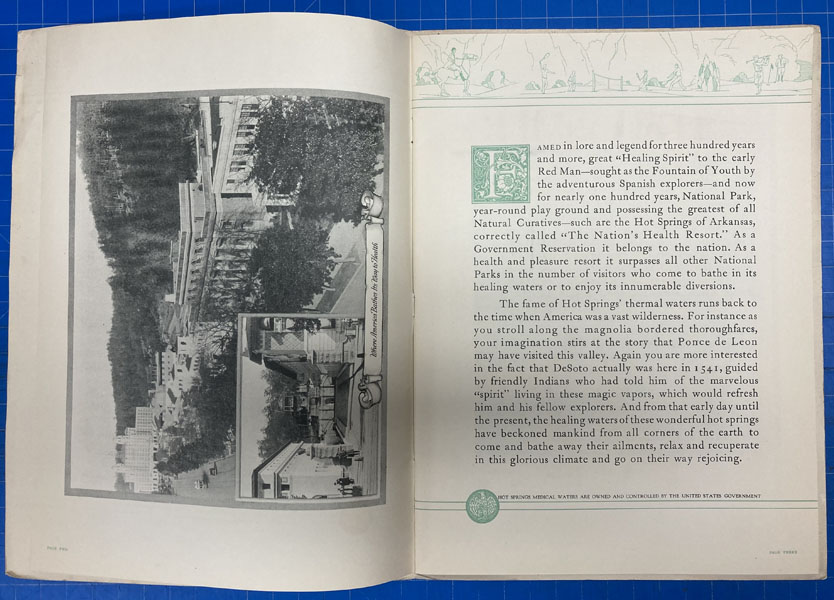 Where America Bathes Its Way to Health
PAGE TWO
FAMED in lore and legend for three hundred years
and more, great "Healing Spirit" to the early
Red Man—sought as the Fountain of Youth by
the adventurous Spanish explorers—and now
for nearly one hundred years, National Park,
year-round play ground and possessing the greatest of all
Natural Curatives—such are the Hot Springs of Arkansas,
correctly called "The Nation's Health Resort." As a
Government Reservation it belongs to the nation. As a
health and pleasure resort it surpasses all other National
Parks in the number of visitors who come to bathe in its
healing waters or to enjoy its innumerable diversions.
The fame of Hot Springs' thermal waters runs back to
the time when America was a vast wilderness. For instance as
you stroll along the magnolia bordered thoroughfares,
your imagination stirs at the story that Ponce de Leon
may have visited this valley. Again you are more interested
in the fact that DeSoto actually was here in 1541, guided
by friendly Indians who had told him of the marvelous
"spirit" living in these magic vapors, which would refresh
him and his fellow explorers. And from that early day until
the present, the healing waters of these wonderful hot springs
have beckoned mankind from all corners of the earth to
come and bathe away their ailments, relax and recuperate
in this glorious climate and go on their way rejoicing.
HOT SPRINGS MEDICAL WATERS ARE OWNED AND CONTROLLED BY THE UNITED STATES GOVERNMENT
PAGE THREE